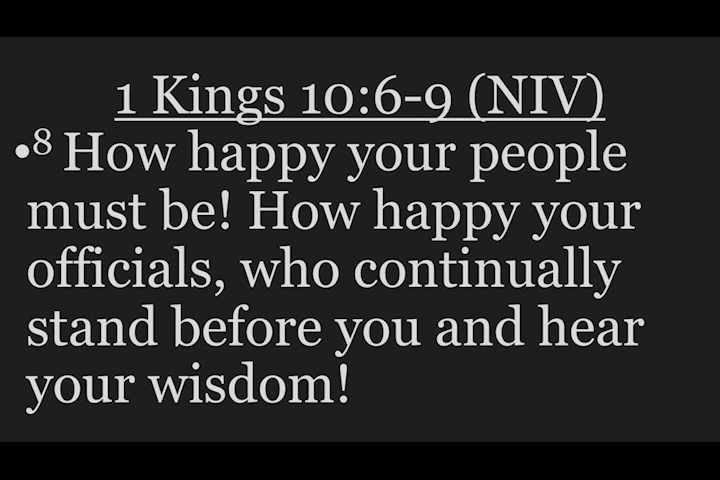 1 Kings 10:6-9 (NIV)
•⁸ How happy your people
must be! How happy your
officials, who continually
stand before you and hear
your wisdom!